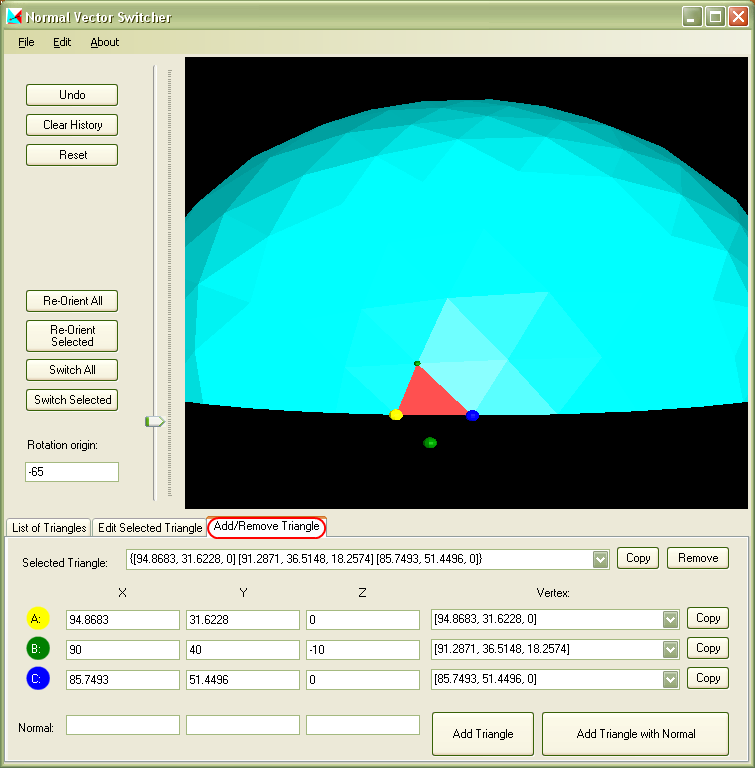 Normal Vector Switcher
File Edit About
Undo
Clear History
Reset
Re-Orient All
Re-Orient
Selected
Switch All
Switch Selected
Rotation origin:
-65
List of Triangles Edit Selected Triangle Add/Remove Triangle
Selected Triangle: {[94.8683, 31.6228, 0] [91.2871, 36.5148, 18.2574] [85.7493, 51.4496, 0]} Copy Remove
X Y Z Vertex:
A: 94.8683 31.6228 0 [94.8683, 31.6228, 0] Copy
B: 90 40 -10 [91.2871, 36.5148, 18.2574] Copy
C: 85.7493 51.4496 0 [85.7493, 51.4496, 0] Copy
Normal: Add Triangle Add Triangle with Normal